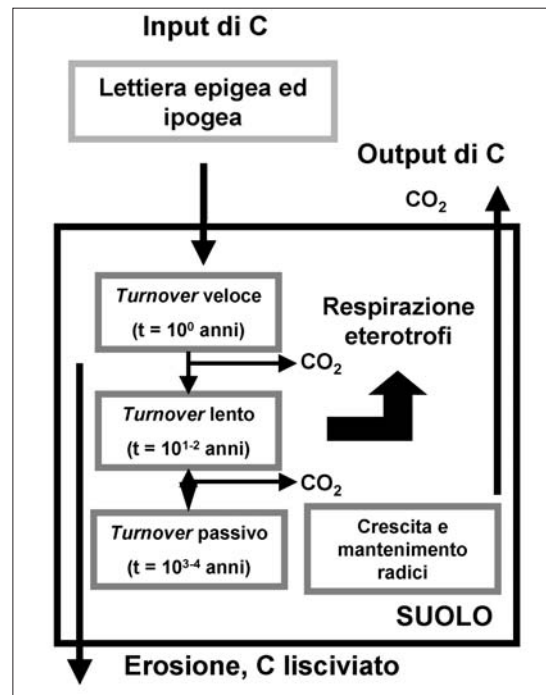 Input di C
Lettiera epigea ed
ipogea
Output di C
CO₂
Turnover veloce
(t = 10⁰ anni)
CO₂
Respirazione
eterotrofi
Turnover lento
(t = 10¹⁻² anni)
CO₂
Turnover passivo
(t = 10³⁻⁴ anni)
Crescita e
mantenimento
radici
SUOLO
Erosione, C lisciviato